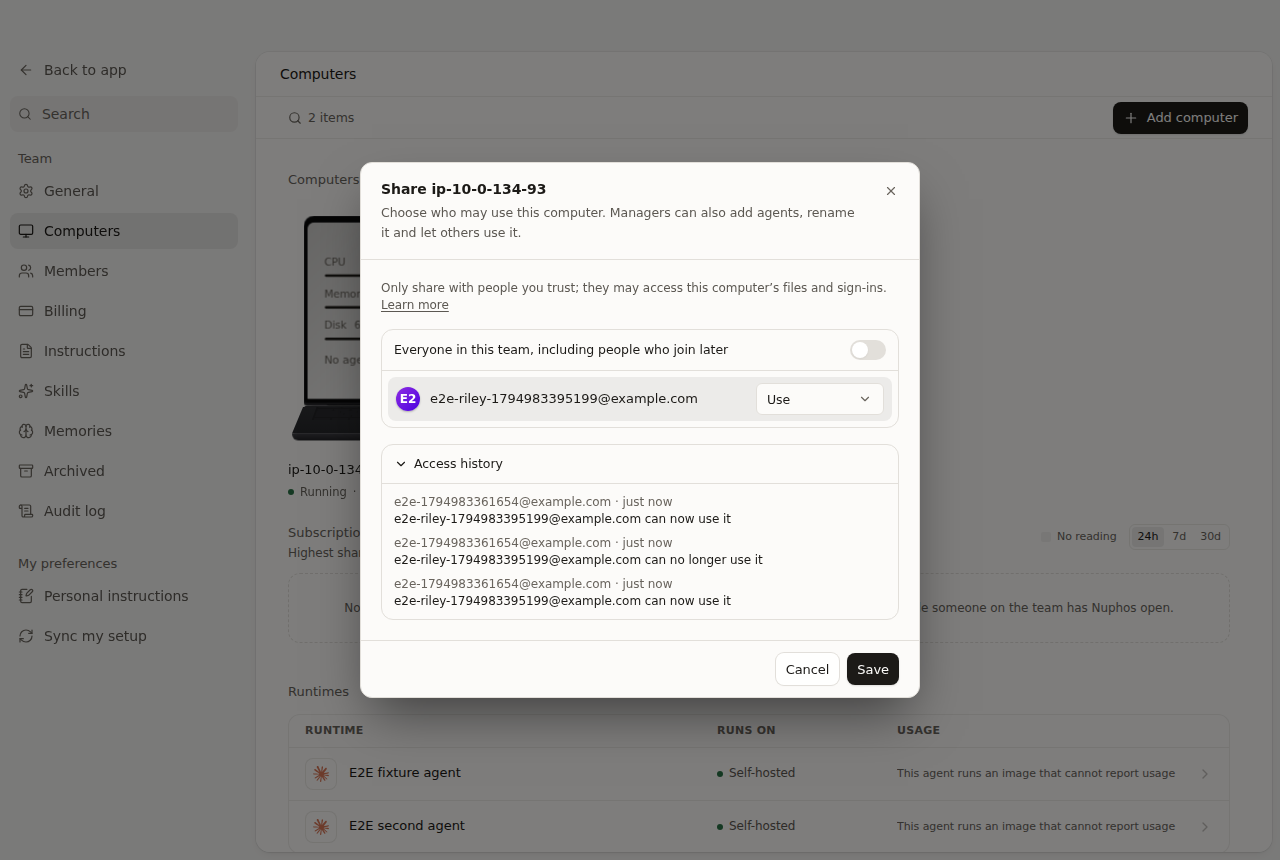 Back to app
Search
Team
General
Computers
Members
Billing
Instructions
Skills
Memories
Archived
Audit log
My preferences
Personal instructions
Sync my setup
Computers
2 items
Add computer
Computers
CPU
Disk 6
No
ip-10-0-134
Running ·
Highest
No reading
24h
7d
30d
No
someone on the team has Nuphos open.
Runtimes
RUNTIME
RUNS ON
USAGE
E2E fixture agent
Self-hosted
This agent runs an image that cannot report usage
E2E second agent
Self-hosted
This agent runs an image that cannot report usage
Share ip-10-0-134-93
Choose who may use this computer. Managers can also add agents, rename
it and let others use it.
Only share with people you trust; they may access this computer’s files and sign-ins.
Learn more
Everyone in this team, including people who join later
E2
e2e-riley-1794983395199@example.com
Use
Access history
e2e-1794983361654@example.com · just now
e2e-riley-1794983395199@example.com can now use it
e2e-1794983361654@example.com · just now
e2e-riley-1794983395199@example.com can no longer use it
e2e-1794983361654@example.com · just now
e2e-riley-1794983395199@example.com can now use it
Cancel
Save